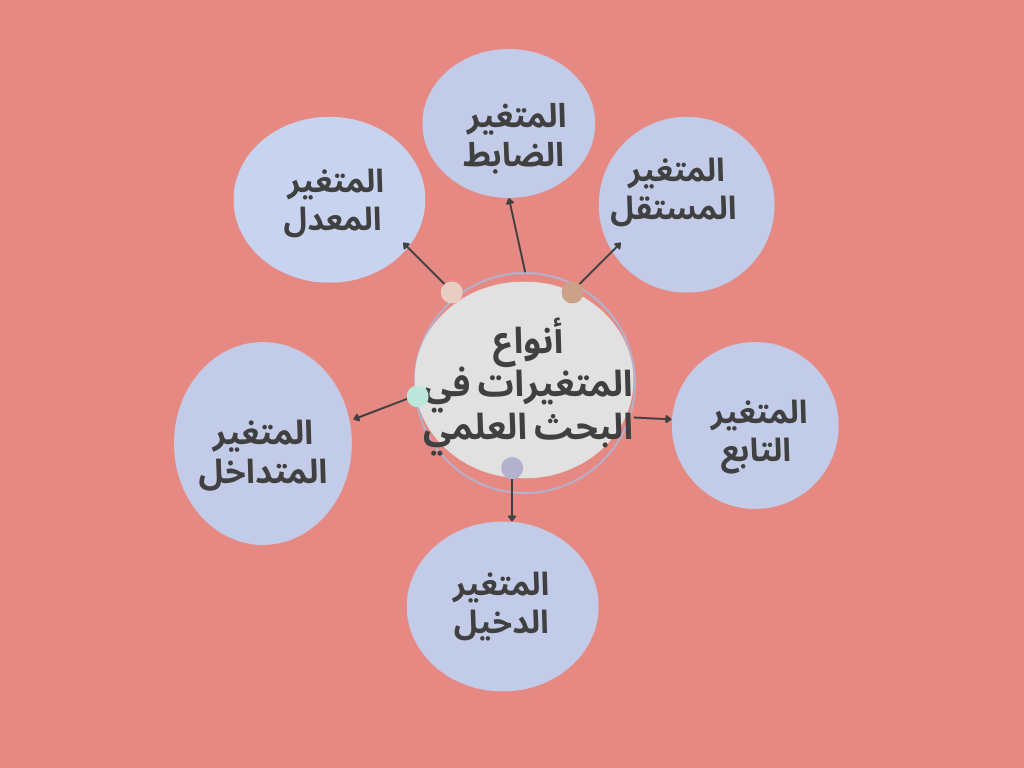 المتغير
الضابط
المتغير
المستقل
المتغير
المعدل
أنواع
المتغيرات في
البحث العلمي
المتغير
التابع
المتغير
المتداخل
المتغير
الدخيل